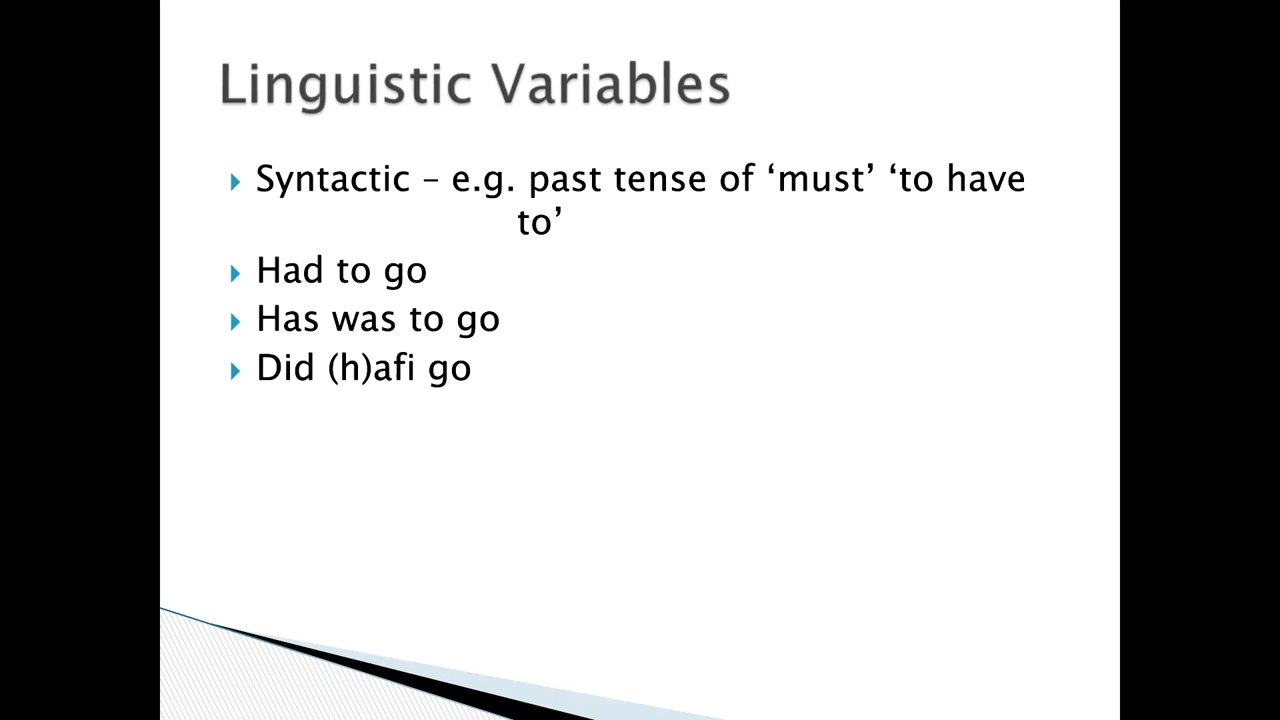 Linguistic Variables
Syntactic – e.g. past tense of ‘must’ ‘to have
to’
Had to go
Has was to go
Did (h)afi go